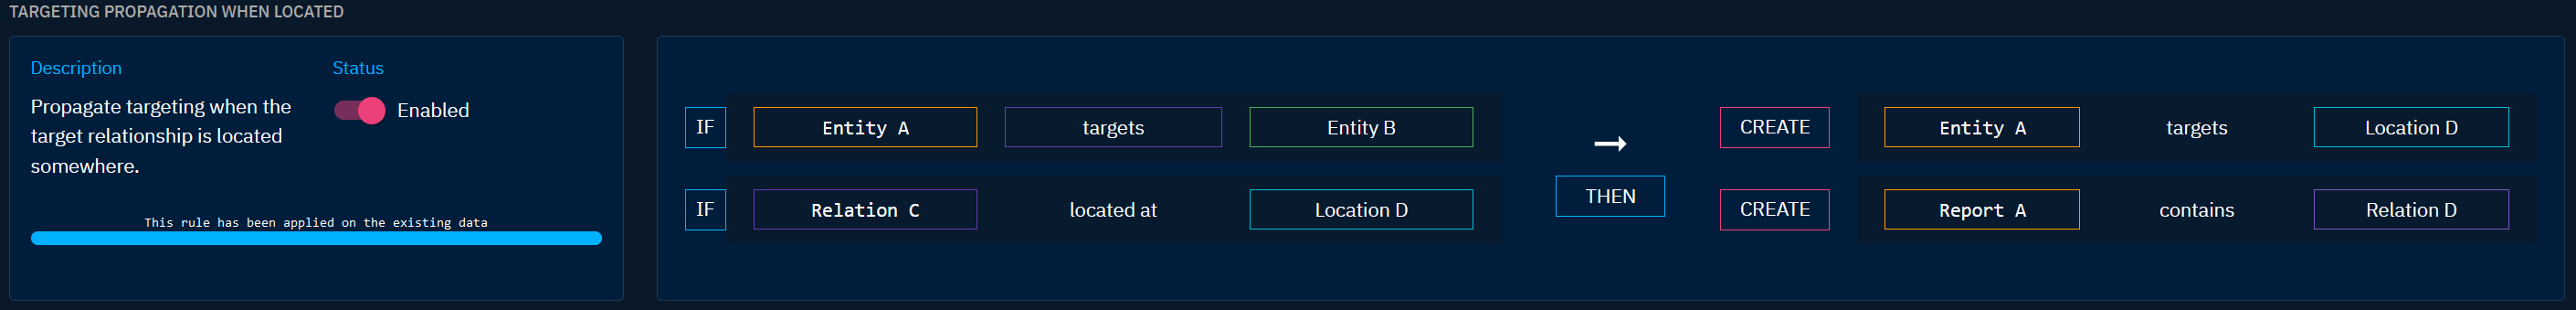 TARGETING PROPAGATION WHEN LOCATED
Description
Status
Propagate targeting when the
target relationship is located
somewhere.
Enabled
This rule has been applied on the existing data
IF Entity A targets Entity B
IF Relation C located at Location D
THEN
CREATE Entity A targets Location D
CREATE Report A contains Relation D